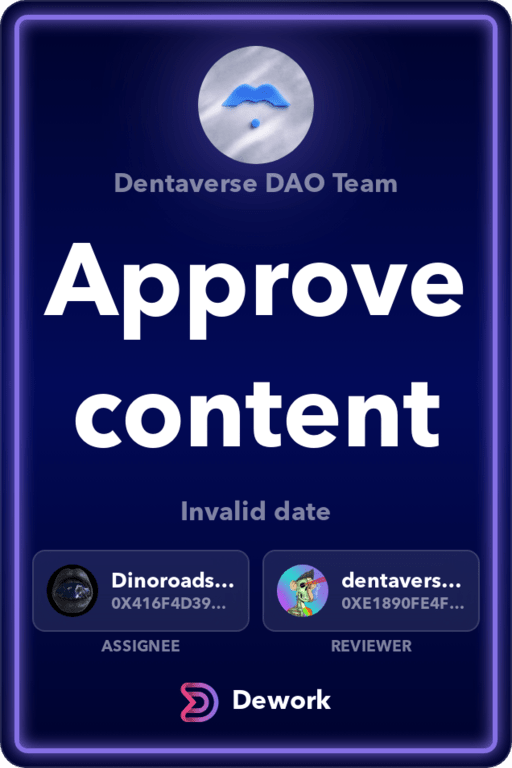 Dentaverse DAO Team
Approve
content
Invalid date
Dinoroads...
0X416F4D39...
dentavers...
0XE1890FE4F...
ASSIGNEE
REVIEWER
Dework